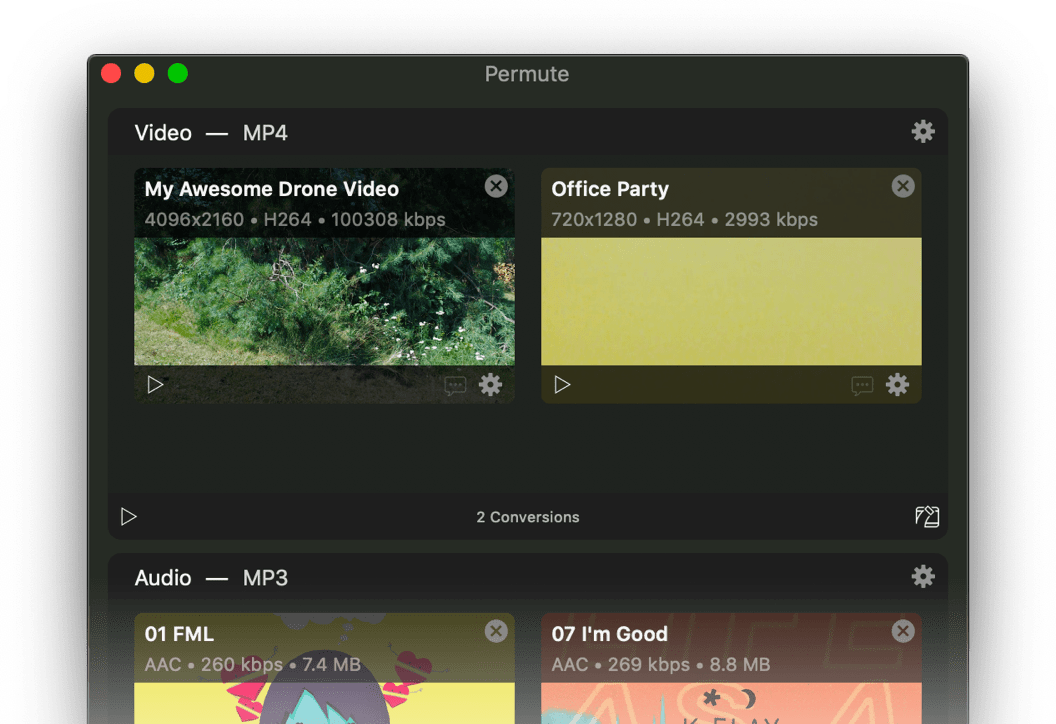 Permute
Video — MP4
My Awesome Drone Video
4096x2160 • H264 • 100308 kbps
Office Party
720x1280 • H264 • 2993 kbps
2 Conversions
Audio — MP3
01 FML
AAC • 260 kbps • 7.4 MB
07 I'm Good
AAC • 269 kbps • 8.8 MB
LIFE
AS A
K.FLAY